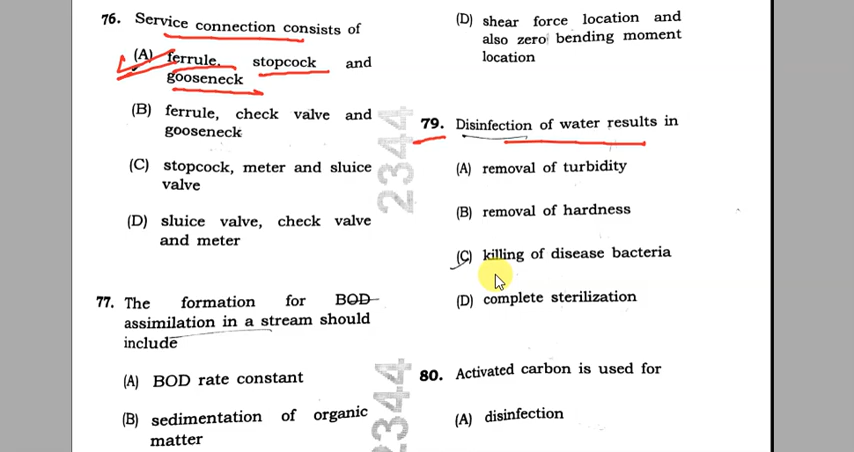 76. Service connection consists of
(A) ferrule, stopcock and
gooseneck
(B) ferrule, check valve and
gooseneck
(C) stopcock, meter and sluice
valve
(D) sluice valve, check valve
and meter
77. The formation for BOD
assimilation in a stream should
include
(A) BOD rate constant
(B) sedimentation of organic
matter
2344
2344
(D) shear force location and
also zero bending moment
location
79. Disinfection of water results in
(A) removal of turbidity
(B) removal of hardness
(C) killing of disease bacteria
(D) complete sterilization
80. Activated carbon is used for
(A) disinfection